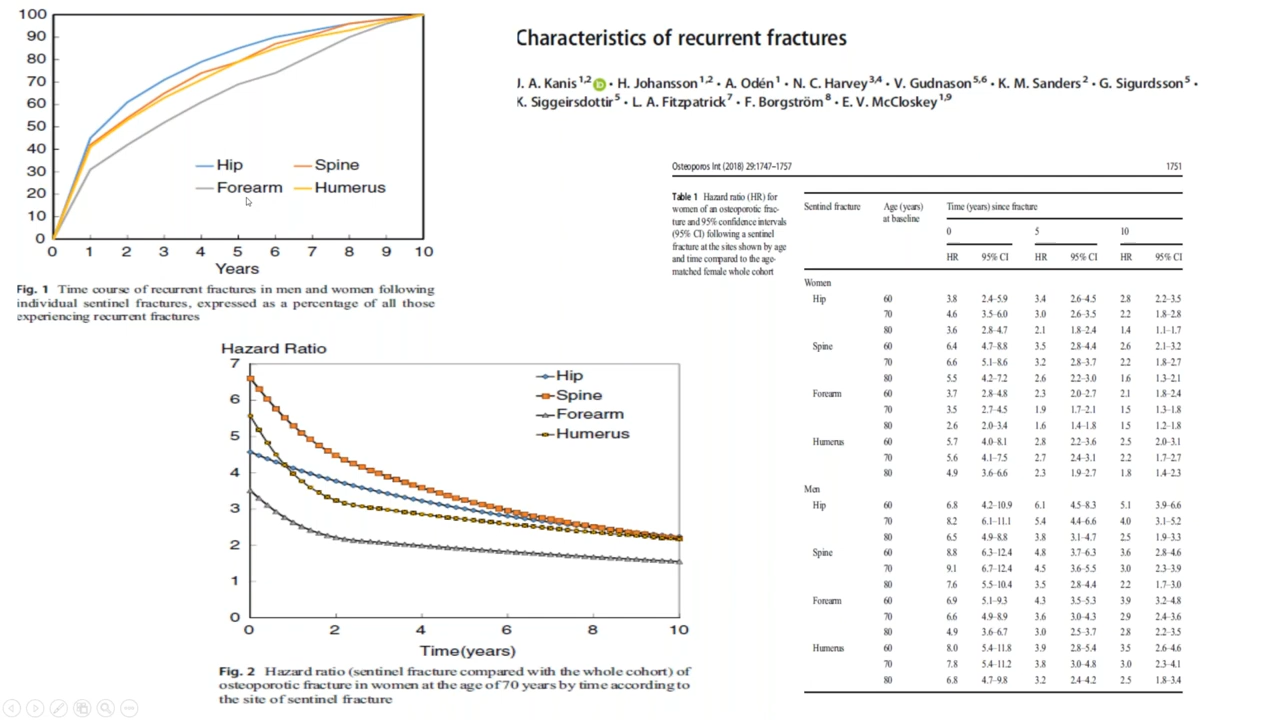 100
90
80
70
60
50
40
30
20
10
0
0 1 2 3 4 5 6 7 8 9 10
Hip Spine
Forearm Humerus
Years
Fig. 1 Time course of recurrent fractures in men and women following
individual sentinel fractures, expressed as a percentage of all those
experiencing recurrent fractures
Characteristics of recurrent fractures
J. A. Kanis 1,2 · H. Johansson 1,2 · A. Odén 1 · N. C. Harvey 3,4 · V. Gudnason 5,6 · K. M. Sanders 2 · G. Sigurdsson 5 ·
K. Siggeirsdottir 5 · L. A. Fitzpatrick 7 · F. Borgström 8 · E. V. McCloskey 1,9
Hazard Ratio
7
6
5
4
3
2
1
0
0 2 4 6 8 10
Hip
Spine
Forearm
Humerus
Time(years)
Fig. 2 Hazard ratio (sentinel fracture compared with the whole cohort) of
osteoporotic fracture in women at the age of 70 years by time according to
the site of sentinel fracture
Osteoporos Int (2018) 29:1747–1757 1751
Table 1 Hazard ratio (HR) for
women of an osteoporotic frac-
ture and 95% confidence intervals
(95% CI) following a sentinel
fracture at the sites shown by age
and time compared to the age-
matched female whole cohort
Sentinel fracture Age (years) Time (years) since fracture
at baseline
0 5 10
HR 95% CI HR 95% CI HR 95% CI
Women
Hip 60 3.8 2.4–5.9 3.4 2.6–4.5 2.8 2.2–3.5
70 4.6 3.5–6.0 3.0 2.6–3.5 2.2 1.8–2.8
80 3.6 2.8–4.7 2.1 1.8–2.4 1.4 1.1–1.7
Spine 60 6.4 4.7–8.8 3.5 2.8–4.4 2.6 2.1–3.2
70 6.6 5.1–8.6 3.2 2.8–3.7 2.2 1.8–2.7
80 5.5 4.2–7.2 2.6 2.2–3.0 1.6 1.3–2.1
Forearm 60 3.7 2.8–4.8 2.3 2.0–2.7 2.1 1.8–2.4
70 3.5 2.7–4.5 1.9 1.7–2.1 1.5 1.3–1.8
80 2.6 2.0–3.4 1.6 1.4–1.8 1.5 1.2–1.8
Humerus 60 5.7 4.0–8.1 2.8 2.2–3.6 2.5 2.0–3.1
70 5.6 4.1–7.5 2.7 2.4–3.1 2.2 1.7–2.7
80 4.9 3.6–6.6 2.3 1.9–2.7 1.8 1.4–2.3
Men
Hip 60 6.8 4.2–10.9 6.1 4.5–8.3 5.1 3.9–6.6
70 8.2 6.1–11.1 5.4 4.4–6.6 4.0 3.1–5.2
80 6.5 4.9–8.8 3.8 3.1–4.7 2.5 1.9–3.3
Spine 60 8.8 6.3–12.4 4.8 3.7–6.3 3.6 2.8–4.6
70 9.1 6.7–12.4 4.5 3.6–5.5 3.0 2.3–3.9
80 7.6 5.5–10.4 3.5 2.8–4.4 2.2 1.7–3.0
Forearm 60 6.9 5.1–9.3 4.3 3.5–5.3 3.9 3.2–4.8
70 6.6 4.9–8.9 3.6 3.0–4.3 2.9 2.4–3.6
80 4.9 3.6–6.7 3.0 2.5–3.7 2.8 2.2–3.5
Humerus 60 8.0 5.4–11.8 3.9 2.8–5.4 3.5 2.6–4.6
70 7.8 5.4–11.2 3.8 3.0–4.8 3.0 2.3–4.1
80 6.8 4.7–9.8 3.2 2.4–4.2 2.5 1.8–3.4